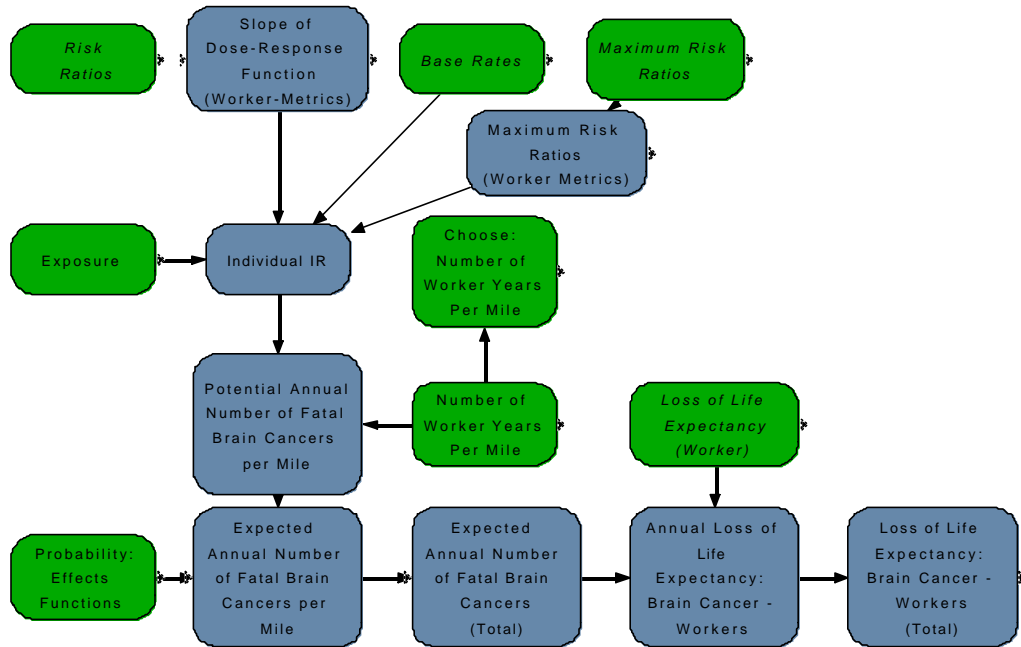 Risk
Ratios
Slope of
Dose-Response
Function
(Worker-Metrics)
Base Rates
Maximum Risk
Ratios
Maximum Risk
Ratios
(Worker Metrics)
Exposure
Individual IR
Choose:
Number of
Worker Years
Per Mile
Potential Annual
Number of Fatal
Brain Cancers
per Mile
Number of
Worker Years
Per Mile
Loss of Life
Expectancy
(Worker)
Probability:
Effects
Functions
Expected
Annual Number
of Fatal Brain
Cancers per
Mile
Expected
Annual Number
of Fatal Brain
Cancers
(Total)
Annual Loss of
Life
Expectancy:
Brain Cancer -
Workers
Loss of Life
Expectancy:
Brain Cancer -
Workers
(Total)